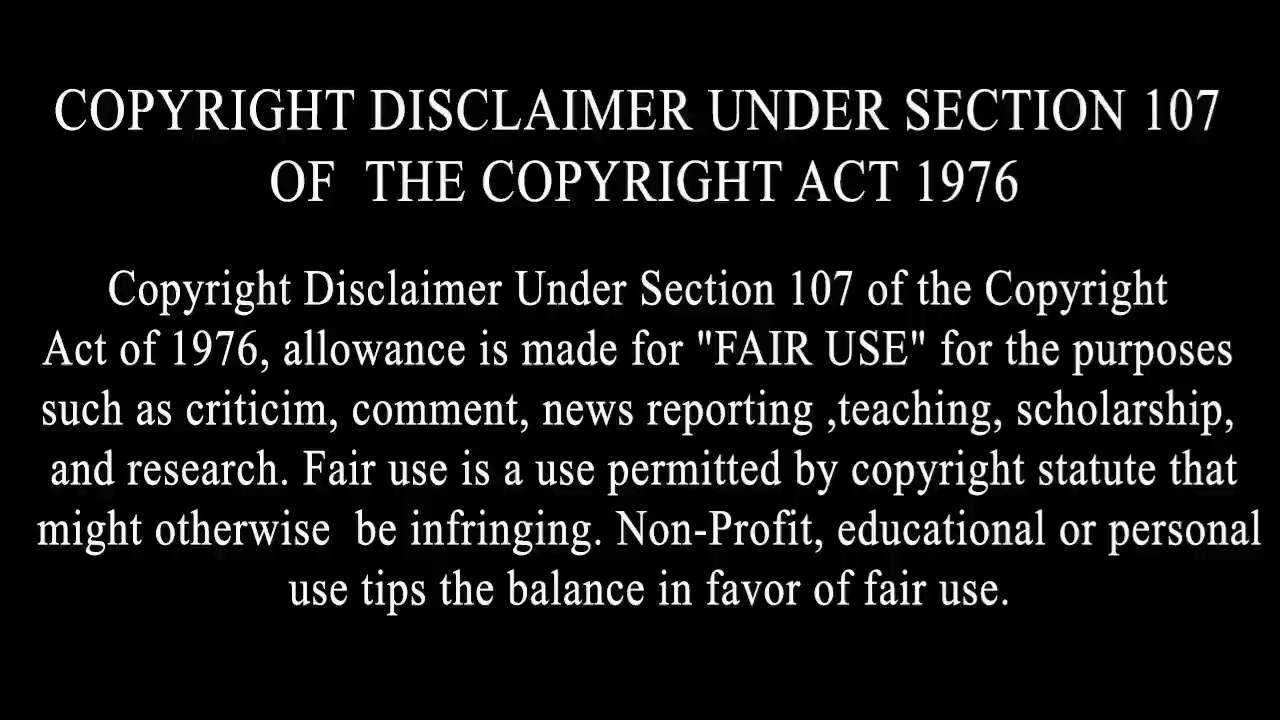 COPYRIGHT DISCLAIMER UNDER SECTION 107
OF THE COPYRIGHT ACT 1976
Copyright Disclaimer Under Section 107 of the Copyright
Act of 1976, allowance is made for "FAIR USE" for the purposes
such as criticim, comment, news reporting ,teaching, scholarship,
and research. Fair use is a use permitted by copyright statute that
might otherwise be infringing. Non-Profit, educational or personal
use tips the balance in favor of fair use.